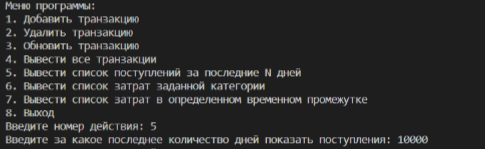 Меню программы:
1. Добавить транзакцию
2. Удалить транзакцию
3. Обновить транзакцию
4. Вывести все транзакции
5. Вывести список поступлений за последние N дней
6. Вывести список затрат заданной категории
7. Вывести список затрат в определенном временном промежутке
8. Выход
Введите номер действия: 5
Введите за какое последнее количество дней показать поступления: 10000